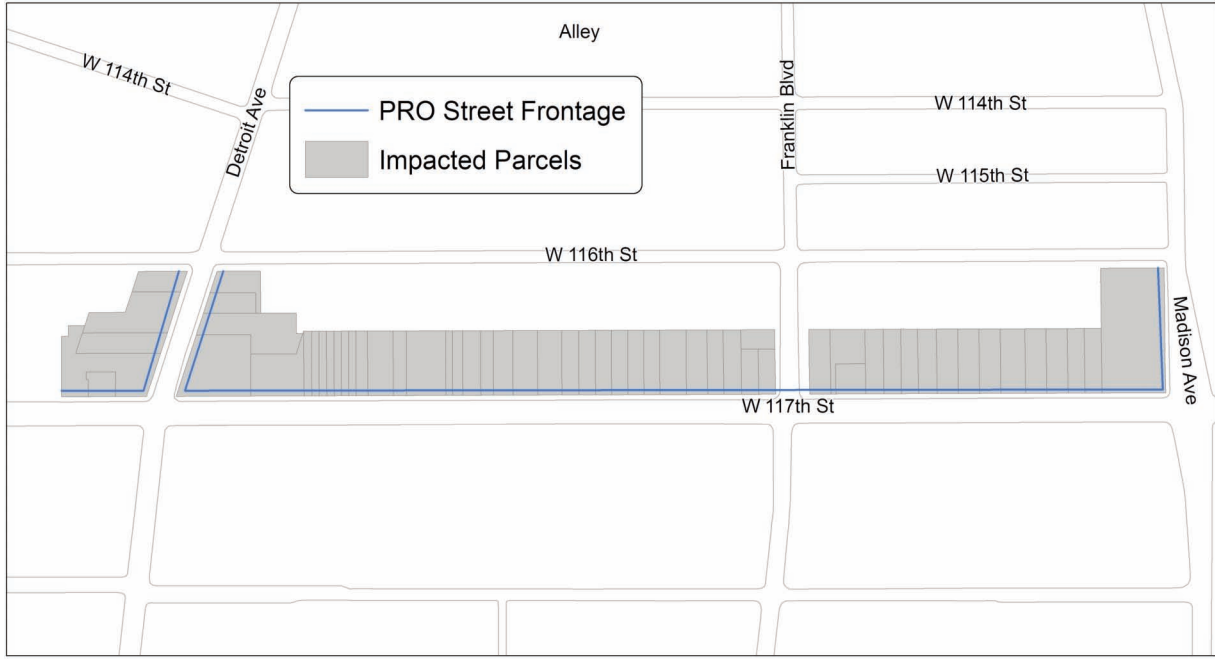 Alley
W 114th St
Detroit Ave
PRO Street Frontage
Impacted Parcels
Franklin Blvd
W 114th St
W 115th St
W 116th St
Madison Ave
W 117th St